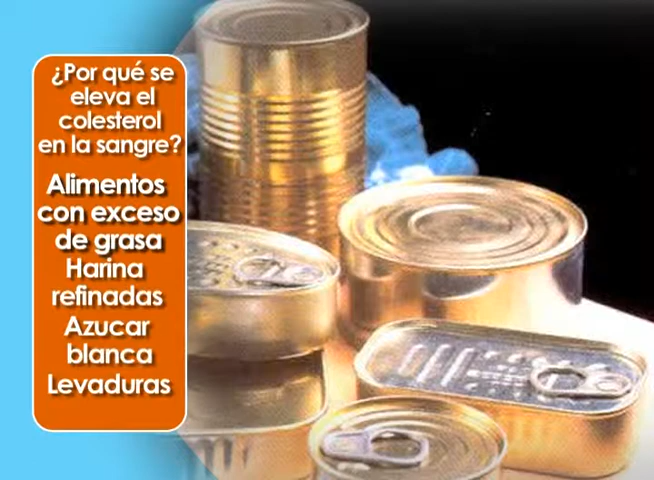 ¿Por qué se
eleva el
colesterol
en la sangre?
Alimentos
con exceso
de grasa
Harina
refinadas
Azucar
blanca
Levaduras